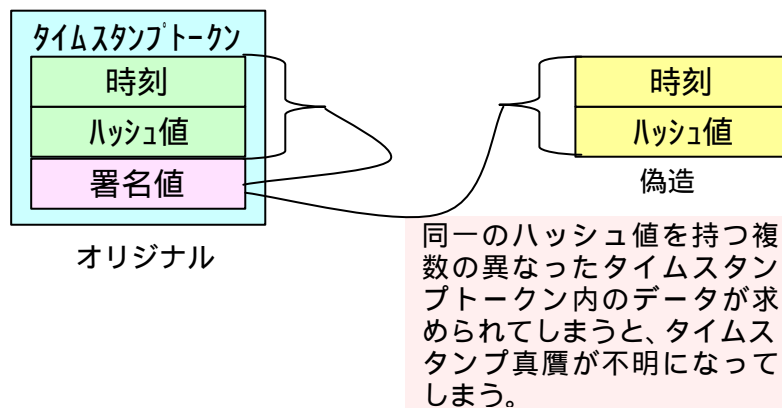 タイムスタンプトークン
時刻
ハッシュ値
署名値
オリジナル
時刻
ハッシュ値
偽造
同一のハッシュ値を持つ複
数の異なったタイムスタン
プトークン内のデータが求
められてしまうと、タイムス
タンプ真贋が不明になって
しまう。